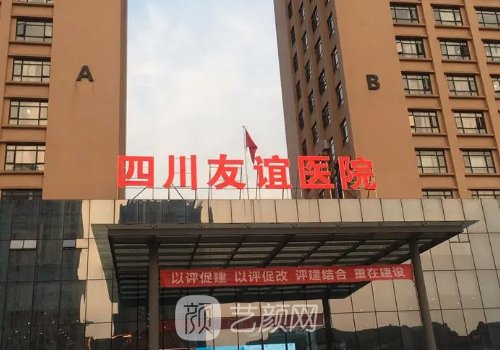 A
B
四川友谊医院
以评促建 以评促改 评建结合 重在建设
颜 艺颜网